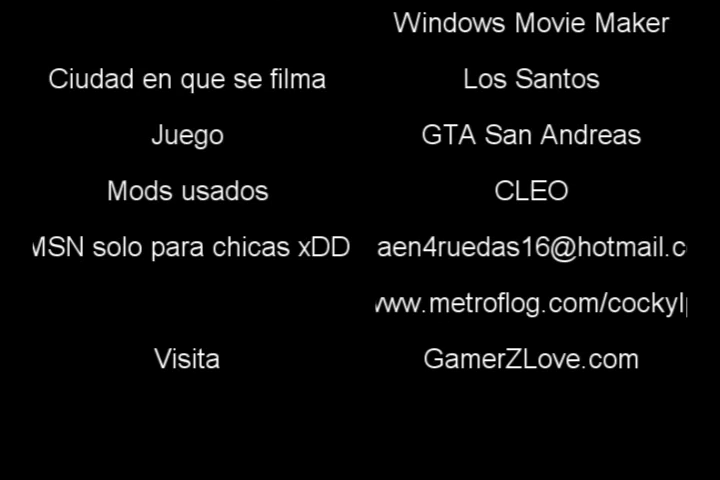 Windows Movie Maker
Ciudad en que se filma Los Santos
Juego GTA San Andreas
Mods usados CLEO
MSN solo para chicas xDD aen4ruedas16@hotmail.c
www.metroflog.com/cockyl
Visita GamerZLove.com